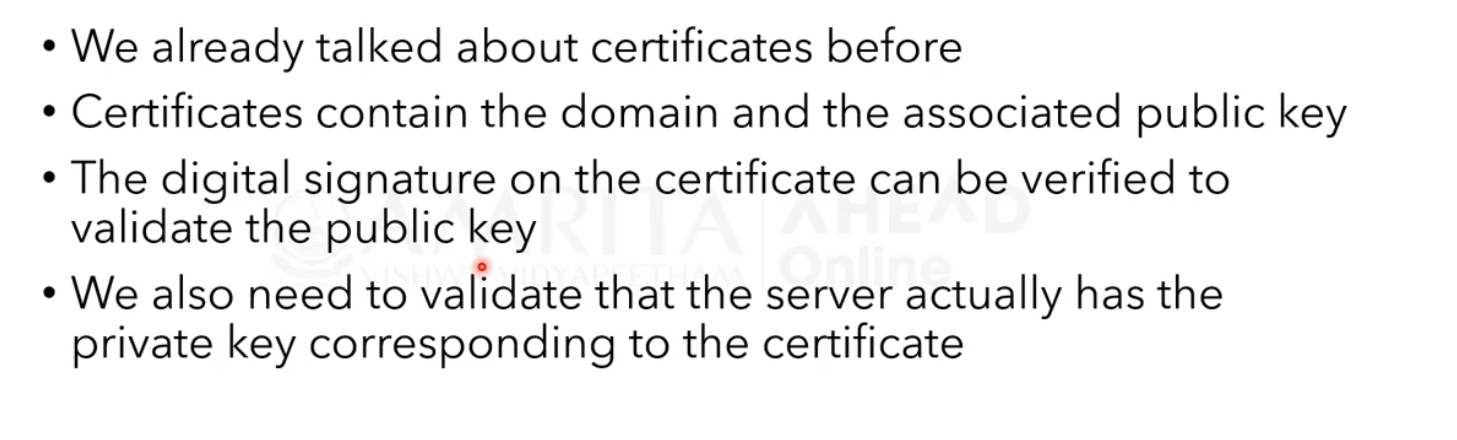 • We already talked about certificates before
• Certificates contain the domain and the associated public key
• The digital signature on the certificate can be verified to
validate the public key
AMRITA AHEAD
VISHWA VIDYAPEETHAM Online
• We also need to validate that the server actually has the
private key corresponding to the certificate